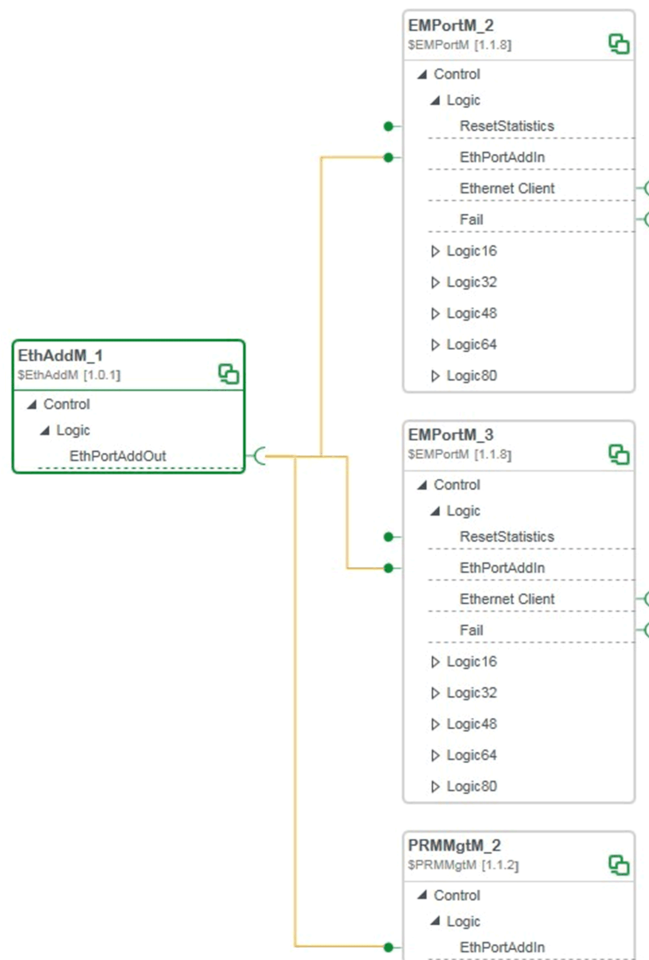 EMPortM_2
$EMPortM [1.1.8]
Control
Logic
ResetStatistics
EthPortAddIn
Ethernet Client
Fail
Logic16
Logic32
Logic48
Logic64
Logic80
EthAddM_1
$EthAddM [1.0.1]
Control
Logic
EthPortAddOut
EMPortM_3
$EMPortM [1.1.8]
Control
Logic
ResetStatistics
EthPortAddIn
Ethernet Client
Fail
Logic16
Logic32
Logic48
Logic64
Logic80
PRMMgtM_2
$PRMMgtM [1.1.2]
Control
Logic
EthPortAddIn